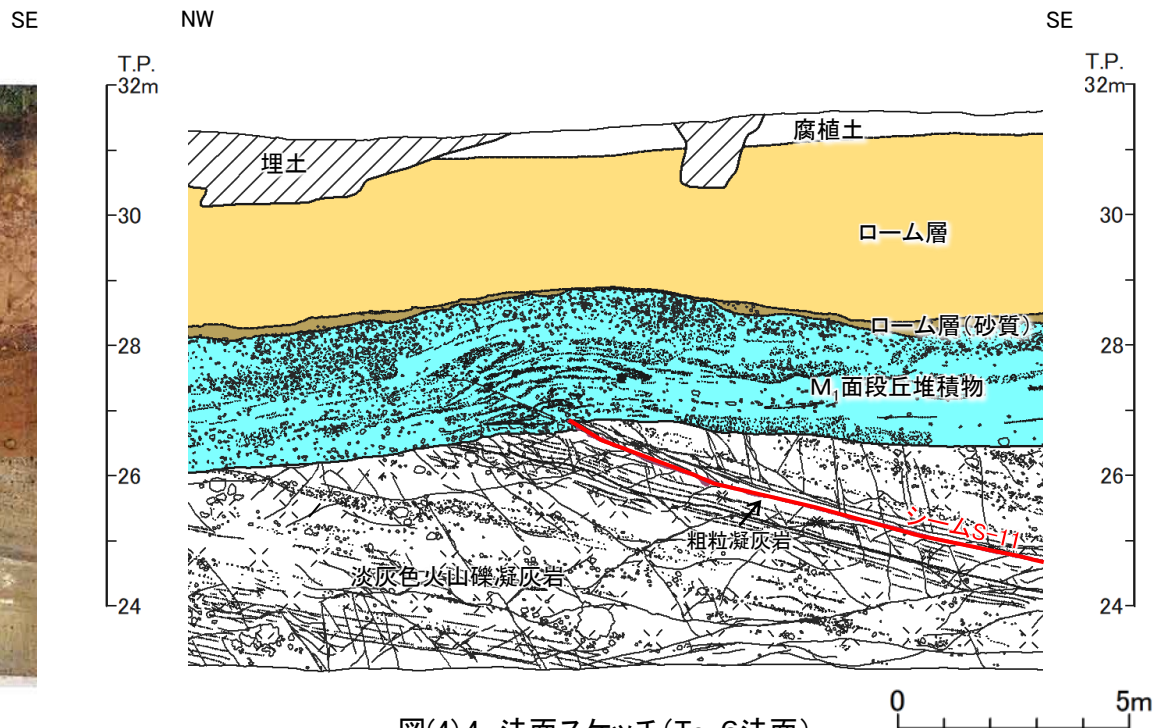 SE
NW
SE
T.P.
T.P.
32m
32m
腐植土
埋土
30
30
ローム層
ローム層(砂質)
28
28
M1面段丘堆積物
26
26
シームS-11
粗粒凝灰岩
淡灰色火山礫凝灰岩
24
24
0
5m